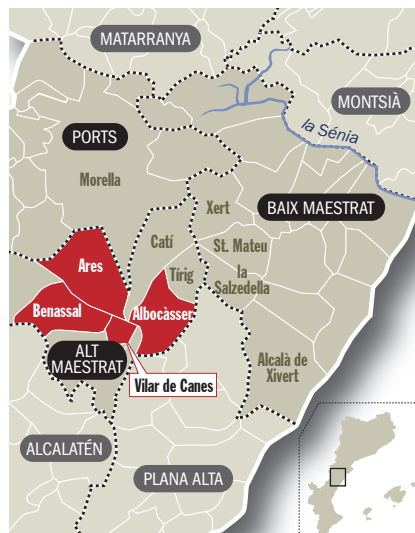 MATARRANYA
MONTSIÀ
la Sénia
PORTS
Morella
Xert
BAIX MAESTRAT
Catí
St. Mateu
Ares
Tírig
la
Salzedella
Benassal
Albocàsser
ALT
MAESTRAT
Alcalà de
Xivert
Vilar de Canes
ALCALATÉN
PLANA ALTA